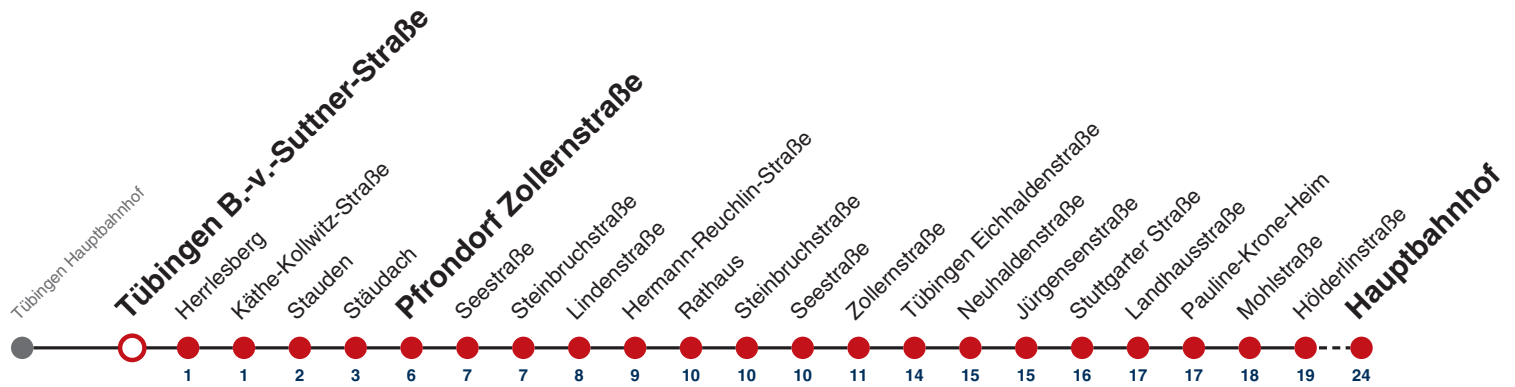 Tübingen Hauptbahnhof
Tübingen B.-v.-Suttner-Straße
Herrlesberg
Käthe-Kollwitz-Straße
Stauden
Stäudach
Pfrondorf Zollernstraße
Seestraße
Steinbruchstraße
Lindenstraße
Hermann-Reuchlin-Straße
Rathaus
Steinbruchstraße
Seestraße
Zollernstraße
Tübingen Eichhaldenstraße
Neuhaldenstraße
Jürgensenstraße
Stuttgarter Straße
Landhausstraße
Pauline-Krone-Heim
Mohlstraße
Hölderlinstraße
Hauptbahnhof
1 1 2 3 6 7 7 8 9 10 10 10 11 14 15 15 16 17 17 18 19 24